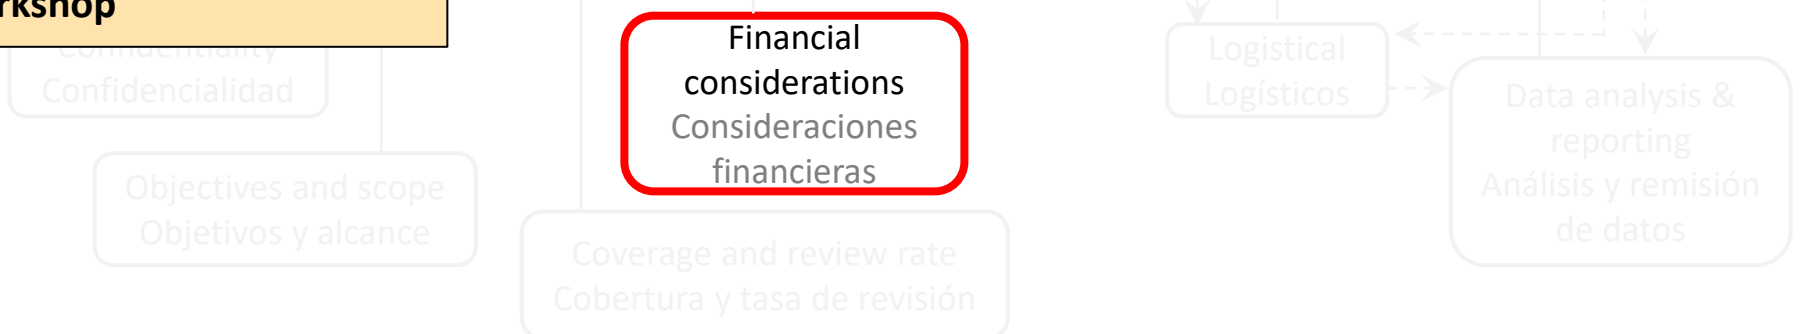 Confidencialidad
Objectives and scope
Objetivos y alcance
Financial
considerations
Consideraciones
financieras
Coverage and review rate
Cobertura y tasa de revisión
Logistical
Logísticos
Data analysis &
reporting
Análisis y remisión
de datos